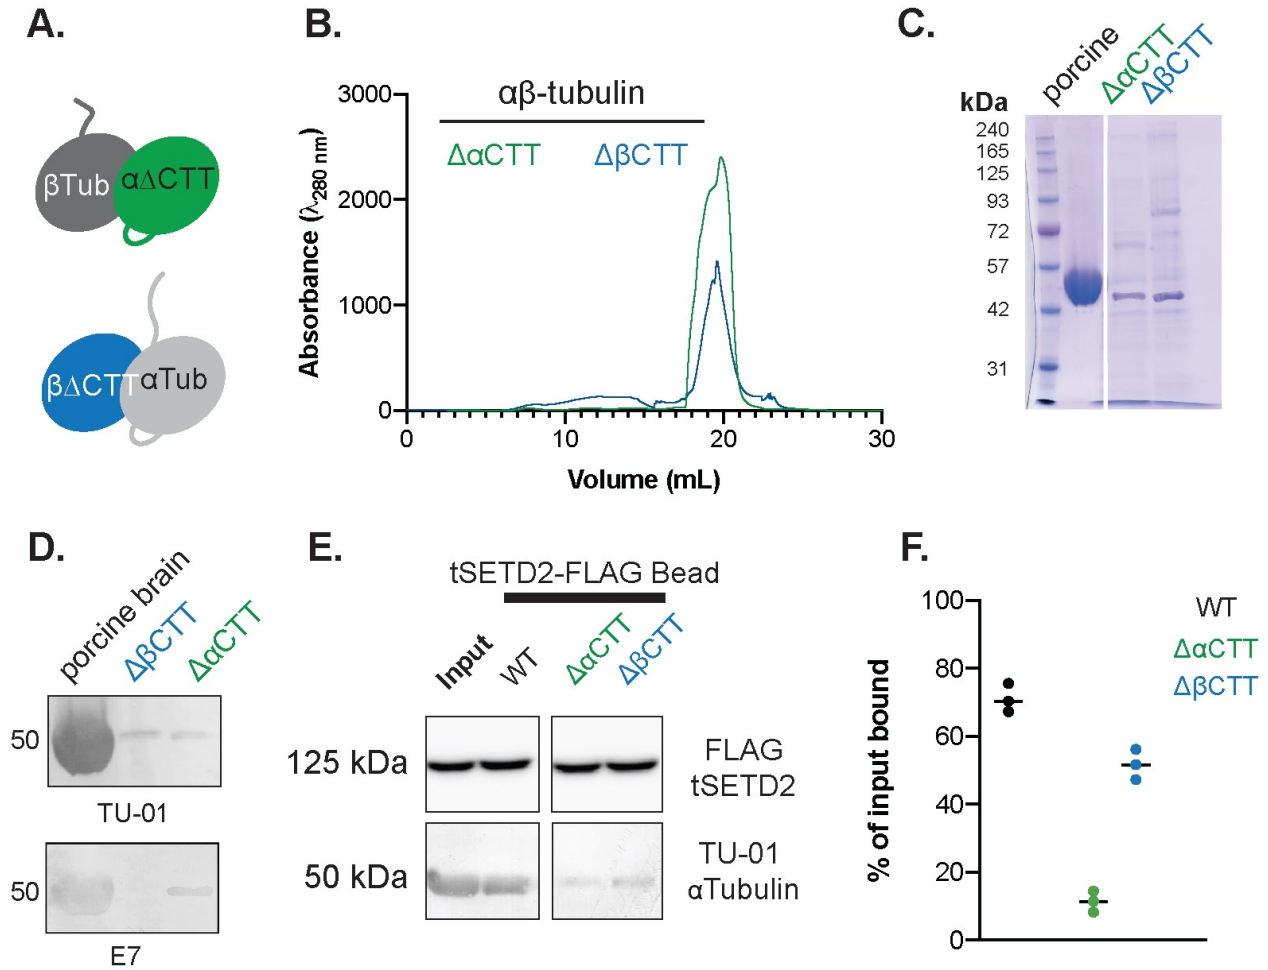 A.
βTub
αΔCTT
βΔCTT
αTub
B.
αβ-tubulin
ΔαCTT
ΔβCTT
Absorbance (λ280 nm)
3000
2000
1000
0
0
10
20
30
Volume (mL)
C.
kDa
porcine
ΔαCTT
ΔβCTT
240
165
125
93
72
57
42
31
D.
porcine brain
ΔβCTT
ΔαCTT
50
TU-01
50
E7
E.
tSETD2-FLAG Bead
Input
WT
ΔαCTT
ΔβCTT
125 kDa
FLAG
tSETD2
50 kDa
TU-01
αTubulin
F.
% of input bound
100
80
60
40
20
0
WT
ΔαCTT
ΔβCTT